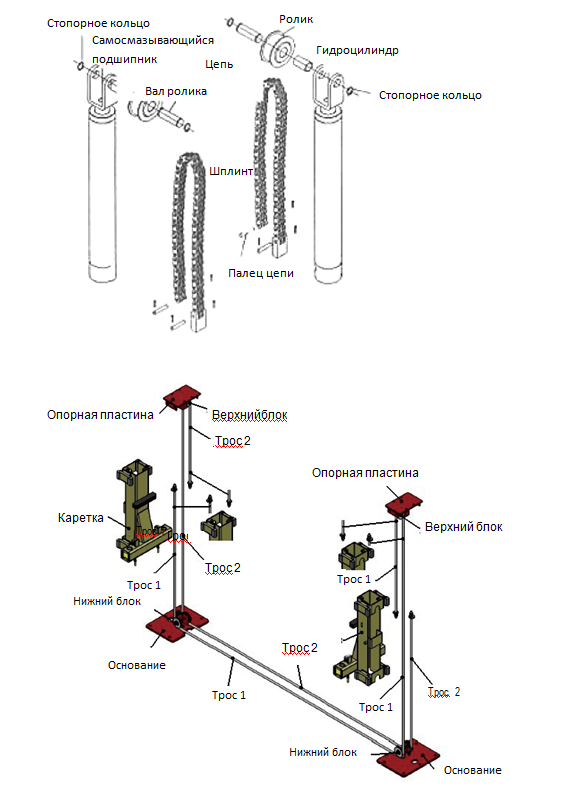 Ролик
Стопорное кольцо
Самосмазывающийся
подшипник
Гидроцилиндр
Цепь
Вал ролика
Стопорное кольцо
Шплинт
Палец цепи
Опорная пластина
Верхнийблок
Трос 2
Опорная пластина
Каретка
Верхний блок
Трос 2
Трос 1
Трос 1
Нижний блок
Трос 2
Основание
Трос 1
Трос 2
Трос 1
Нижний блок
Основание